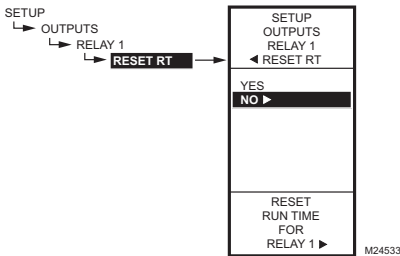 SETUP
OUTPUTS
RELAY 1
RESET RT
SETUP
OUTPUTS
RELAY 1
◄ RESET RT
YES
NO ►
RESET
RUN TIME
FOR
RELAY 1 ►
M24533